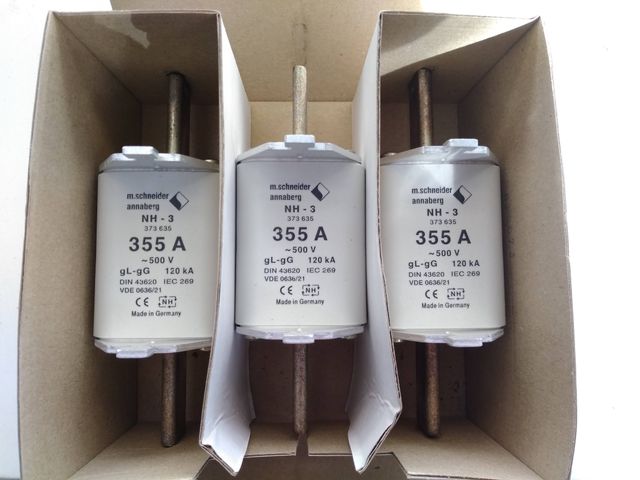 m.schneider
annaberg
NH - 3
373 635
355 A
~500 V
gL-gG 120 kA
DIN 43620 IEC 269
VDE 0636/21
CE NH
Made in Germany
m.schneider
annaberg
NH - 3
373 635
355 A
~500 V
gL-gG 120 kA
DIN 43620 IEC 269
VDE 0636/21
CE NH
Made in Germany
m.schneider
annaberg
NH - 3
373 635
355 A
~500 V
gL-gG 120 kA
DIN 43620 IEC 269
VDE 0636/21
CE NH
Made in Germany